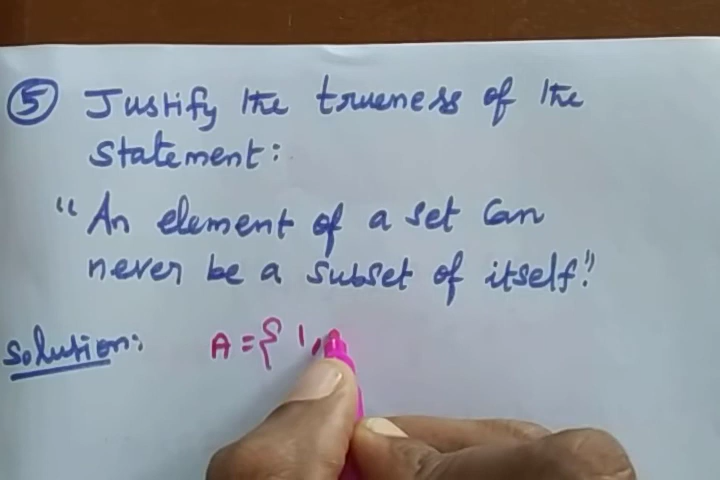 ⑤ Justify the trueness of the
statement:
"An element of a set can
never be a subset of itself."
Solution: A = { 1,